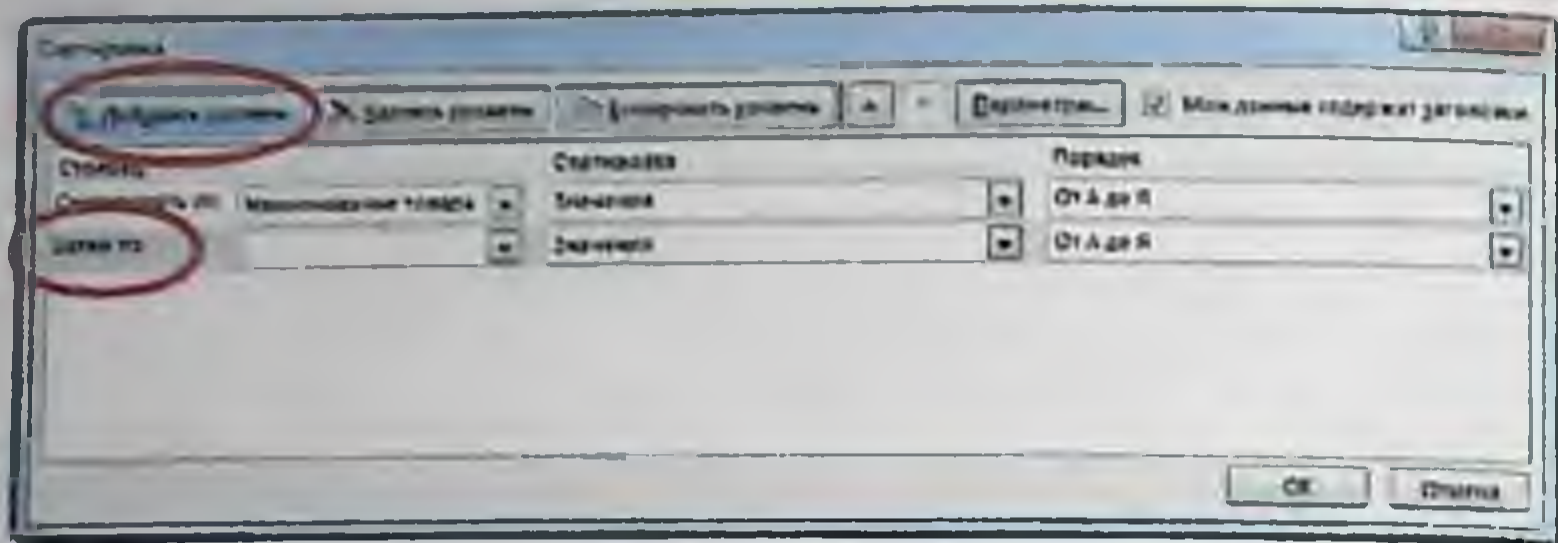 Сортировка
Добавить уровень Удалить уровень Копировать уровень Параметры... Мои данные содержат заголовки
Столбец Сортировка Порядок
Сортировать по Наименование товара Значения От А до Я
Затем по Значения От А до Я
ОК Отмена